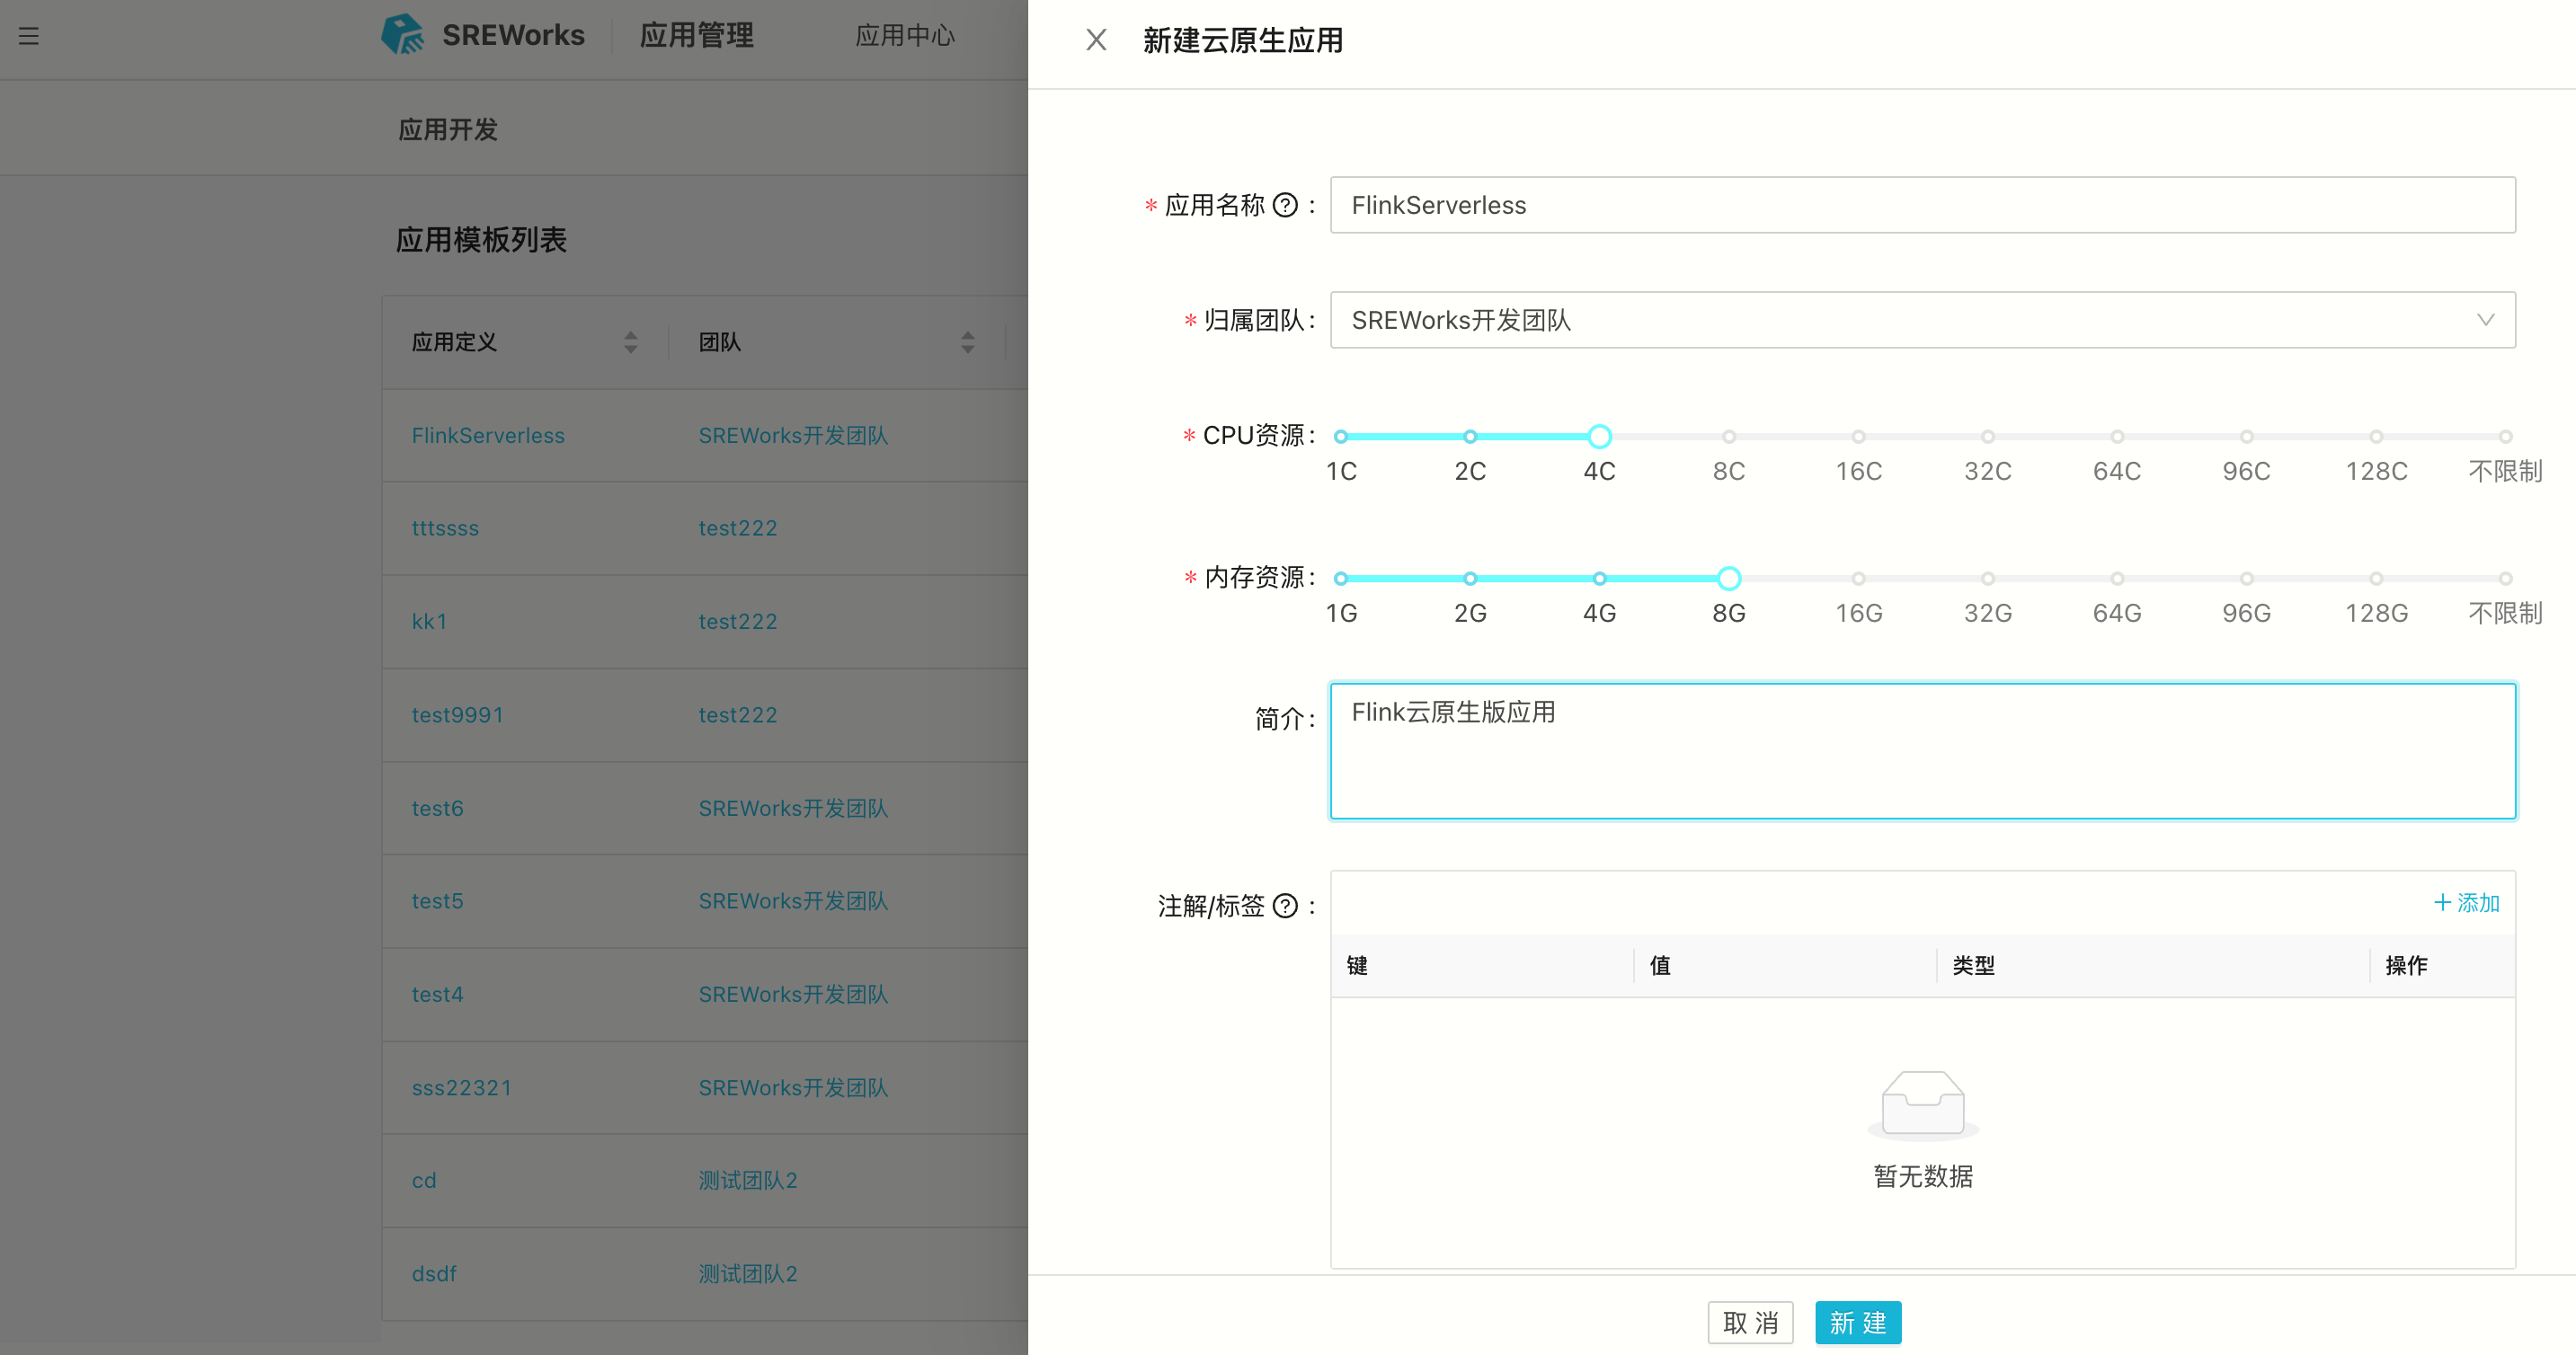 SREWorks
应用管理
应用中心
应用开发
应用模板列表
应用定义 团队
FlinkServerless SREWorks开发团队
tttssss test222
kk1 test222
test9991 test222
test6 SREWorks开发团队
test5 SREWorks开发团队
test4 SREWorks开发团队
sss22321 SREWorks开发团队
cd 测试团队2
dsdf 测试团队2
新建云原生应用
* 应用名称 ? : FlinkServerless
* 归属团队: SREWorks开发团队
* CPU资源:
1C 2C 4C 8C 16C 32C 64C 96C 128C 不限制
* 内存资源:
1G 2G 4G 8G 16G 32G 64G 96G 128G 不限制
简介: Flink云原生版应用
注解/标签 ? :
+ 添加
键 值 类型 操作
暂无数据
取 消 新 建